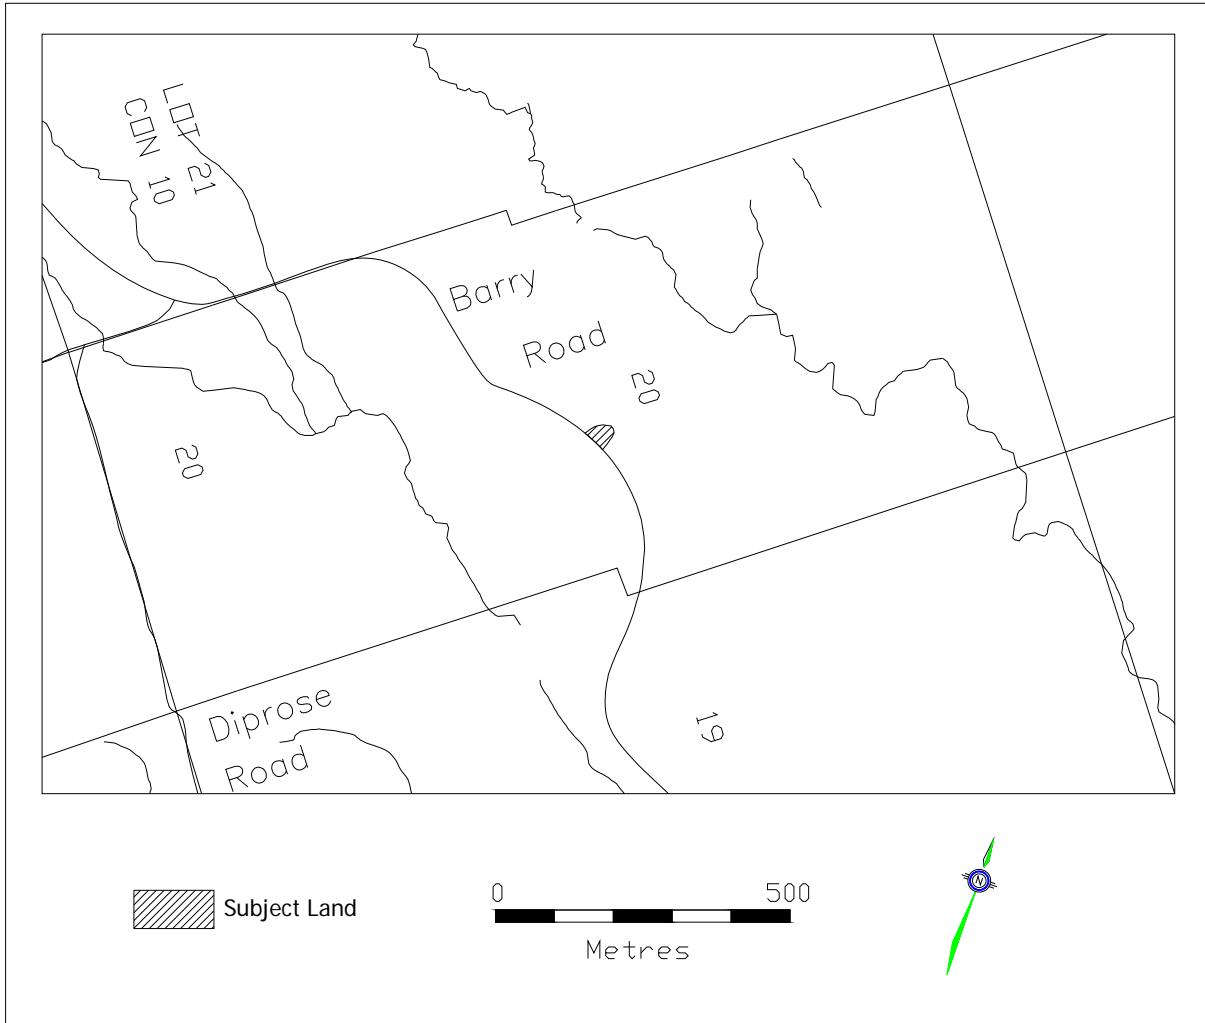 LOT 21
CON 10
Barry
Road
20
20
Diprose
Road
19
Subject Land
0 500
Metres
N